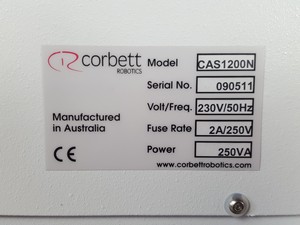 corbett
ROBOTICS
Model CAS1200N
Serial No. 090511
Volt/Freq. 230V/50Hz
Manufactured
in Australia
Fuse Rate 2A/250V
CE
Power 250VA
www.corbettrobotics.com